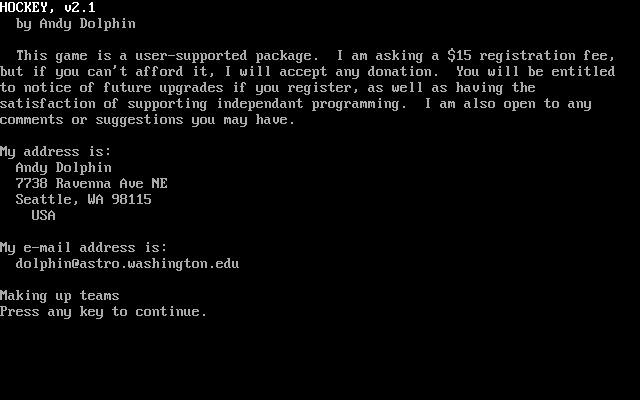 HOCKEY, v2.1
by Andy Dolphin
This game is a user-supported package.  I am asking a $15 registration fee,
but if you can't afford it, I will accept any donation.  You will be entitled
to notice of future upgrades if you register, as well as having the
satisfaction of supporting independant programming.  I am also open to any
comments or suggestions you may have.
My address is:
Andy Dolphin
7738 Ravenna Ave NE
Seattle, WA 98115
USA
My e-mail address is:
dolphin@astro.washington.edu
Making up teams
Press any key to continue.